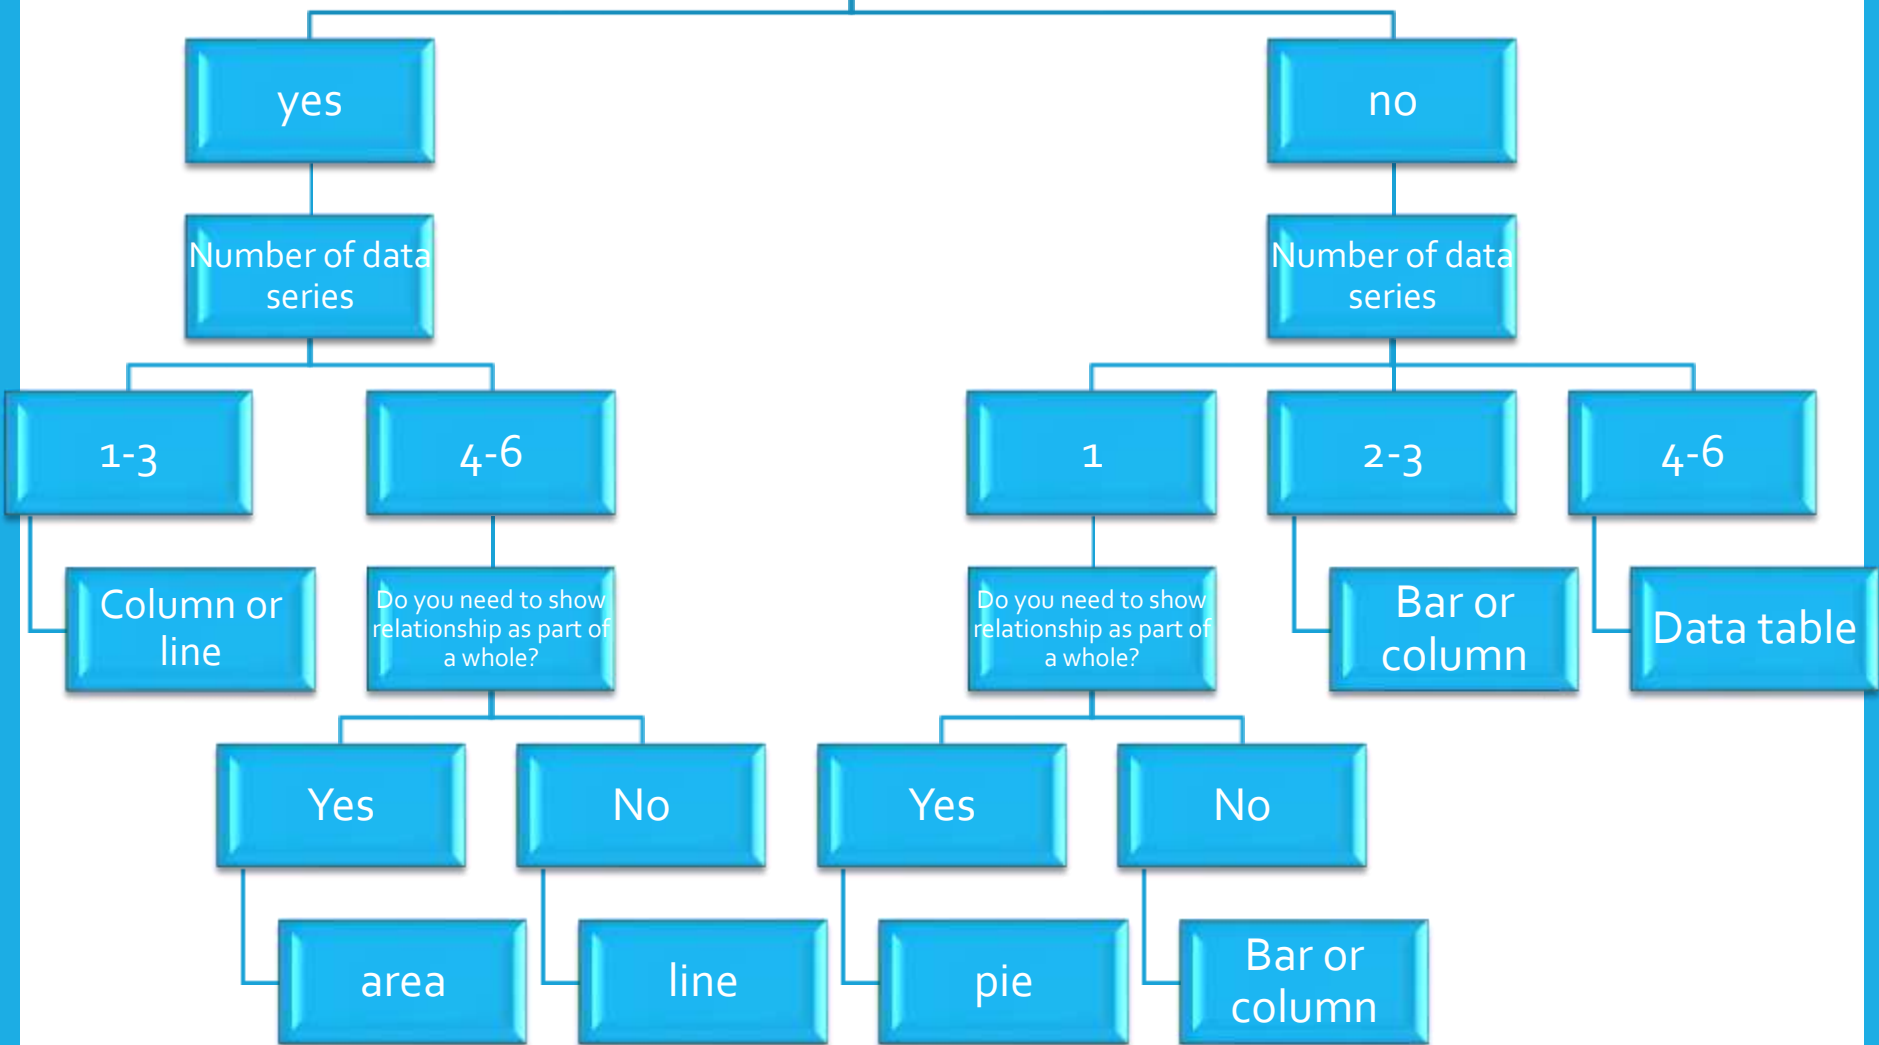 yes
no
Number of data
series
Number of data
series
1-3
4-6
1
2-3
4-6
Column or
line
Do you need to show
relationship as part of
a whole?
Do you need to show
relationship as part of
a whole?
Bar or
column
Data table
Yes
No
Yes
No
area
line
pie
Bar or
column